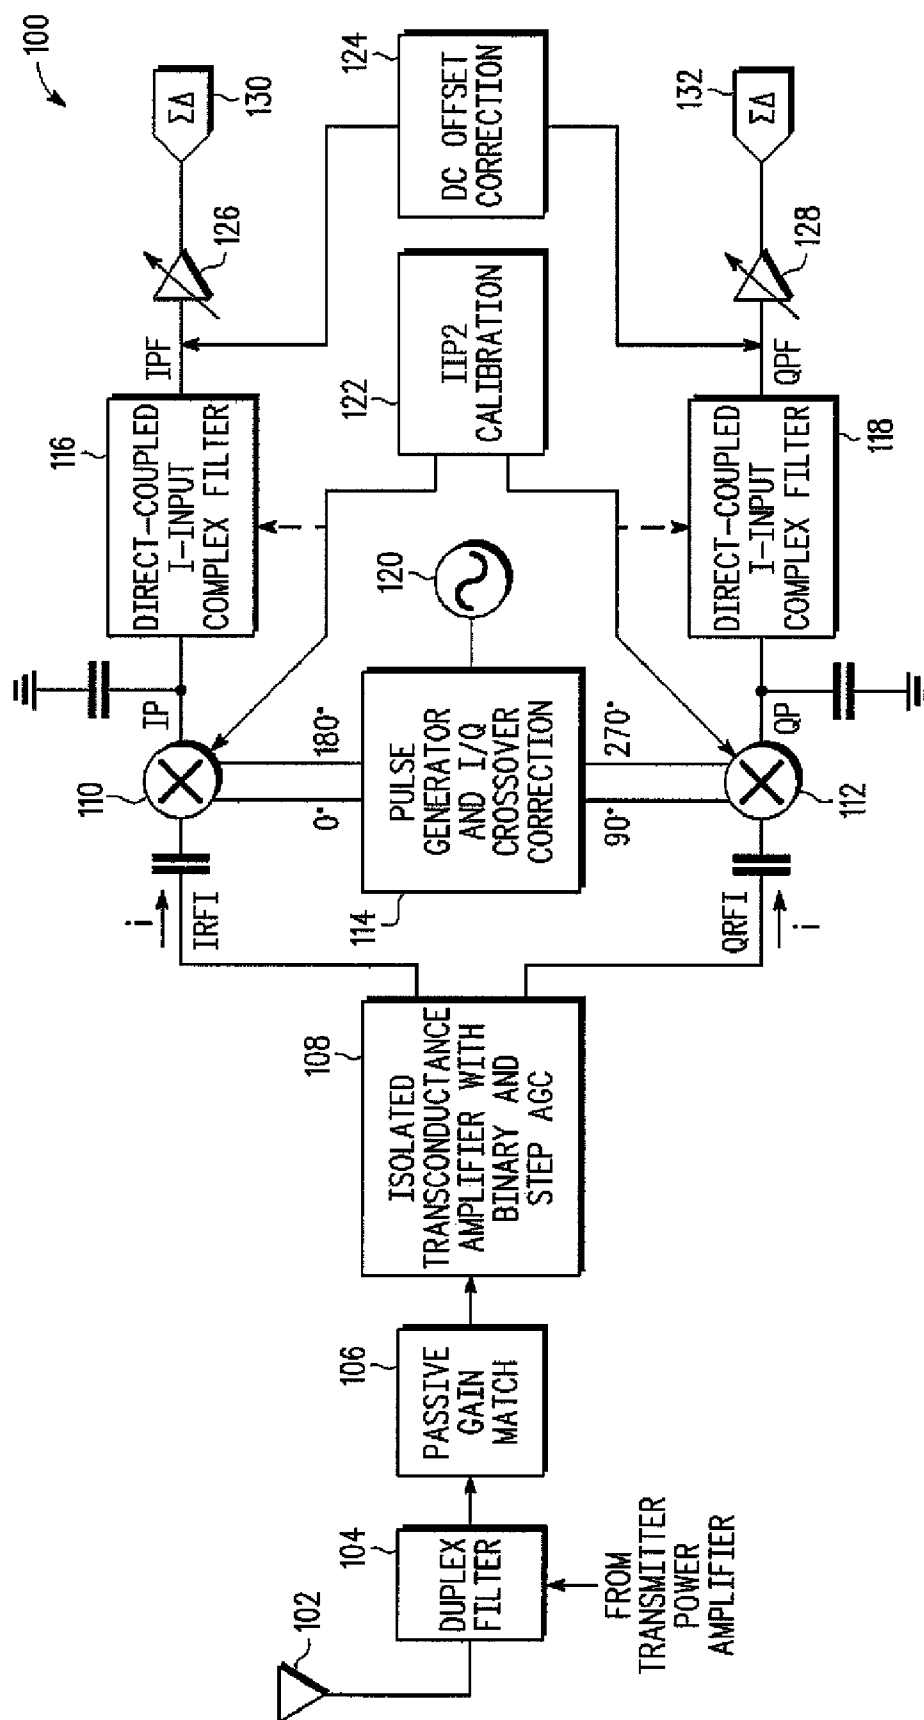 100
102
104
DUPLEX
FILTER
FROM
TRANSMITTER
POWER
AMPLIFIER
106
PASSIVE
GAIN
MATCH
108
ISOLATED
TRANSCONDUCTANCE
AMPLIFIER WITH
BINARY AND
STEP AGC
i
IRFI
QRFI
i
110
0°
180°
114
PULSE
GENERATOR
AND I/Q
CROSSOVER
CORRECTION
90°
270°
112
IP
QP
120
116
DIRECT-COUPLED
I-INPUT
COMPLEX FILTER
DIRECT-COUPLED
I-INPUT
COMPLEX FILTER
118
122
IIP2
CALIBRATION
IPF
QPF
126
128
124
DC OFFSET
CORRECTION
ΣΔ
130
ΣΔ
132